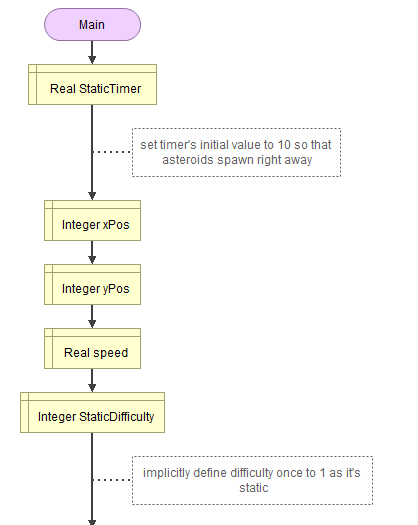 Main
Real StaticTimer
set timer's initial value to 10 so that
asteroids spawn right away
Integer xPos
Integer yPos
Real speed
Integer StaticDifficulty
implicitly define difficulty once to 1 as it's
static